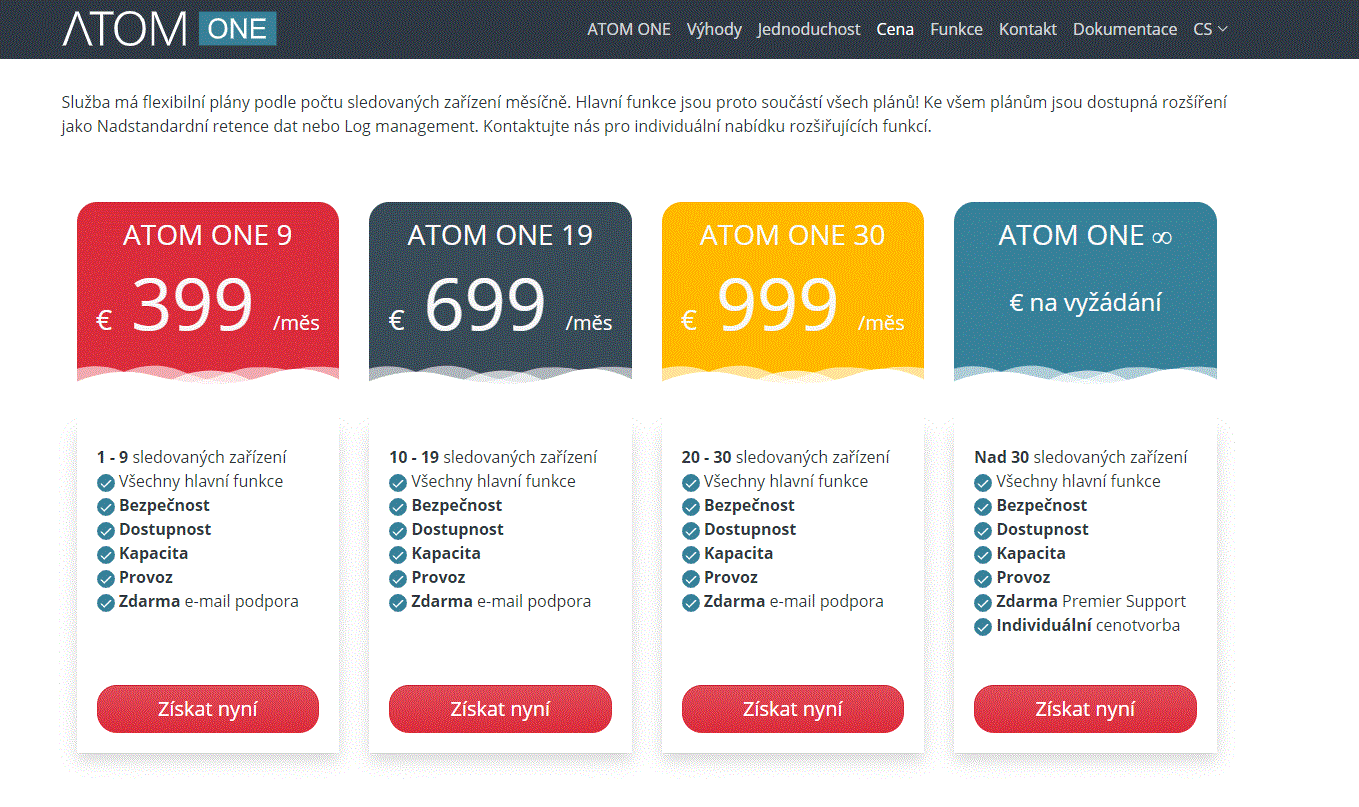 ATOM ONE
ATOM ONE Výhody Jednoduchost Cena Funkce Kontakt Dokumentace CS
Služba má flexibilní plány podle počtu sledovaných zařízení měsíčně. Hlavní funkce jsou proto součástí všech plánů! Ke všem plánům jsou dostupná rozšíření
jako Nadstandardní retence dat nebo Log management. Kontaktujte nás pro individuální nabídku rozšiřujících funkcí.
ATOM ONE 9
€ 399 /měs
1 - 9 sledovaných zařízení
Všechny hlavní funkce
Bezpečnost
Dostupnost
Kapacita
Provoz
Zdarma e-mail podpora
Získat nyní
ATOM ONE 19
€ 699 /měs
10 - 19 sledovaných zařízení
Všechny hlavní funkce
Bezpečnost
Dostupnost
Kapacita
Provoz
Zdarma e-mail podpora
Získat nyní
ATOM ONE 30
€ 999 /měs
20 - 30 sledovaných zařízení
Všechny hlavní funkce
Bezpečnost
Dostupnost
Kapacita
Provoz
Zdarma e-mail podpora
Získat nyní
ATOM ONE ∞
€ na vyžádání
Nad 30 sledovaných zařízení
Všechny hlavní funkce
Bezpečnost
Dostupnost
Kapacita
Provoz
Zdarma Premier Support
Individuální cenotvorba
Získat nyní